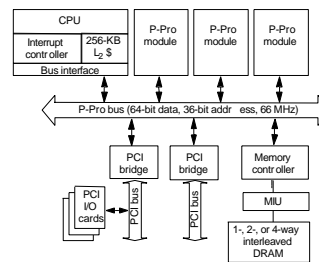 CPU
Interrupt
controller
256-KB
L2 $
Bus interface
P-Pro
module
P-Pro
module
P-Pro
module
P-Pro bus (64-bit data, 36-bit addr ess, 66 MHz)
PCI
bridge
PCI
bridge
Memory
controller
PCI
I/O
cards
PCI bus
PCI bus
MIU
1-, 2-, or 4-way
interleaved
DRAM